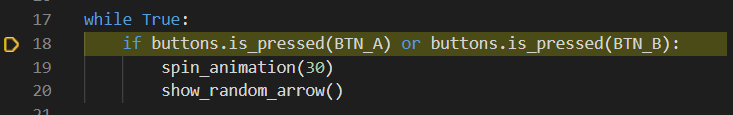 17 while True:
18     if buttons.is_pressed(BTN_A) or buttons.is_pressed(BTN_B):
19         spin_animation(30)
20         show_random_arrow()
21